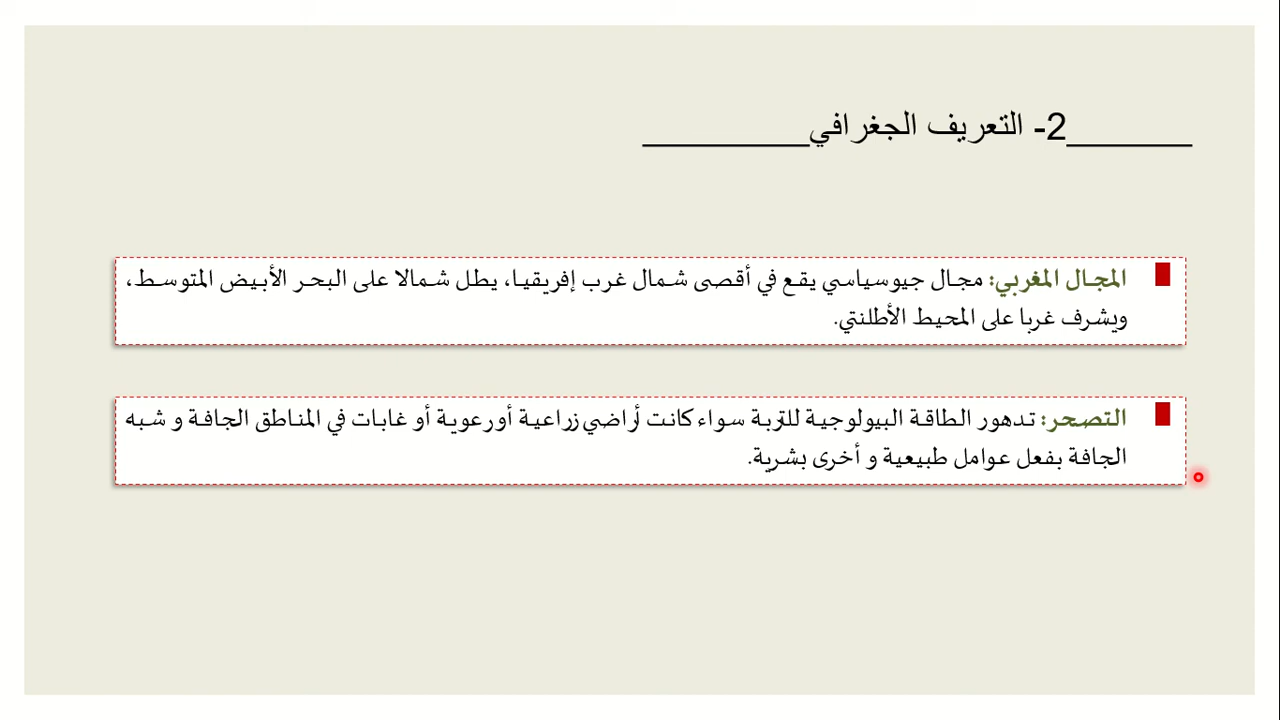 _______2- التعريف الجغرافي_________
المجال المغربي: مجال جيوسياسي يقع في أقصى شمال غرب إفريقيا، يطل شمالا على البحر الأبيض المتوسط،
ويشرف غربا على المحيط الأطلنتي.
التصحر: تدهور الطاقة البيولوجية للتربة سواء كانت أراضي زراعية أو رعوية أو غابات في المناطق الجافة و شبه
الجافة بفعل عوامل طبيعية و أخرى بشرية.